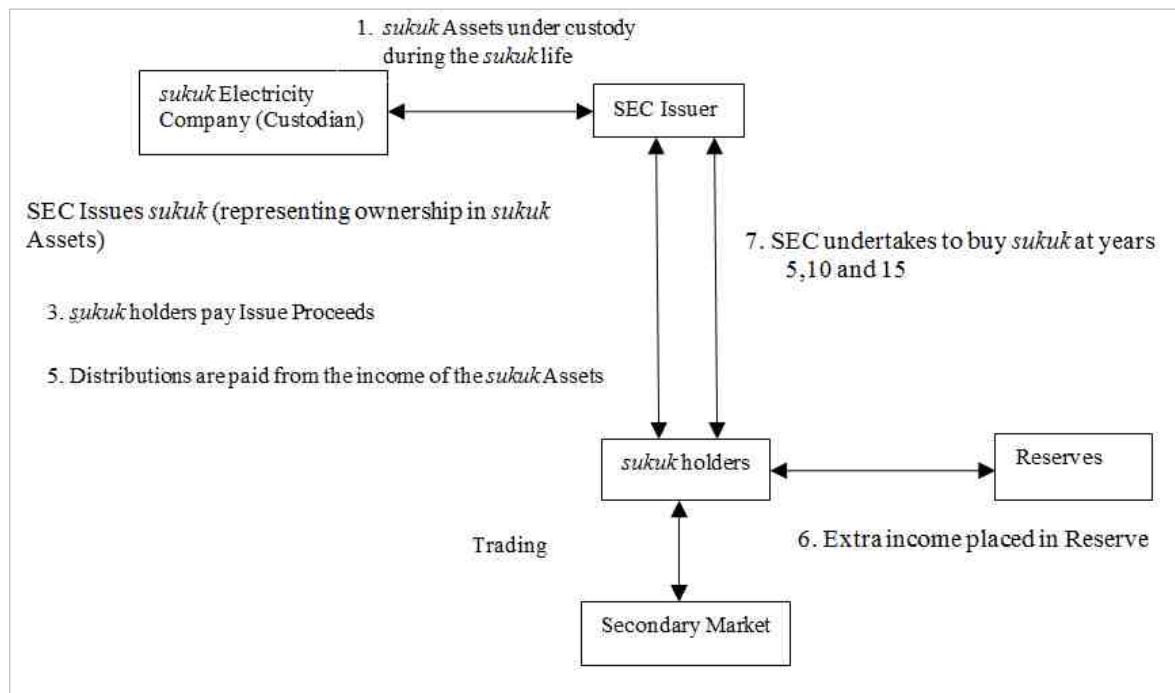 1. sukuk Assets under custody
during the sukuk life
sukuk Electricity
Company (Custodian)
SEC Issuer
SEC Issues sukuk (representing ownership in sukuk
Assets)
7. SEC undertakes to buy sukuk at years
5,10 and 15
3. sukuk holders pay Issue Proceeds
5. Distributions are paid from the income of the sukuk Assets
sukuk holders
Reserves
Trading
6. Extra income placed in Reserve
Secondary Market